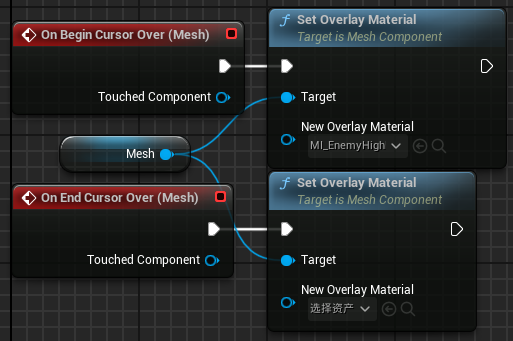 On Begin Cursor Over (Mesh)
Touched Component
Set Overlay Material
Target is Mesh Component
Target
New Overlay Material
MI_EnemyHigh
Mesh
On End Cursor Over (Mesh)
Touched Component
Set Overlay Material
Target is Mesh Component
Target
New Overlay Material
选择资产